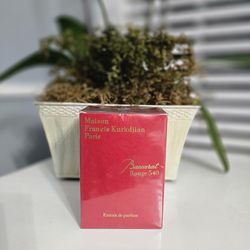 Maison
Francis Kurkdjian
Paris
Baccarat
Rouge 540
Extrait de parfum